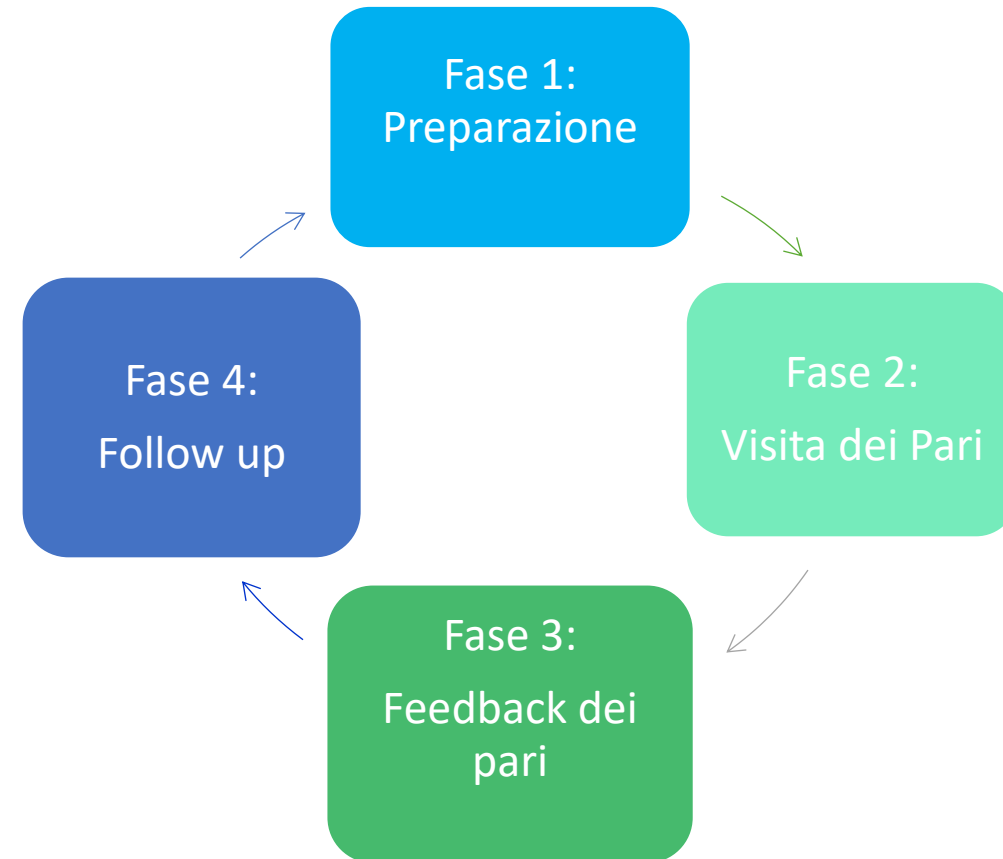 Fase 1:
Preparazione
Fase 2:
Visita dei Pari
Fase 3:
Feedback dei
pari
Fase 4:
Follow up